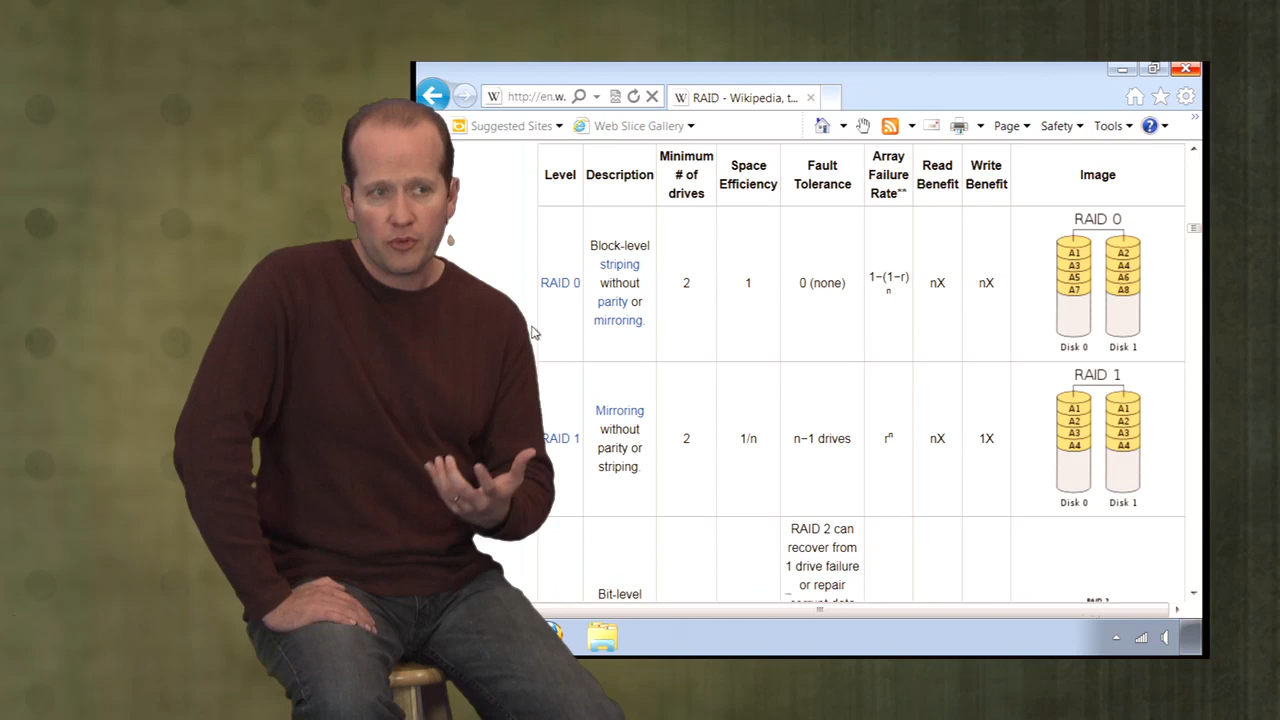 http://en.w.
W RAID - Wikipedia, t...
Suggested Sites
Web Slice Gallery
Page
Safety
Tools
Level
Description
Minimum
# of
drives
Space
Efficiency
Fault
Tolerance
Array
Failure
Rate**
Read
Benefit
Write
Benefit
Image
RAID 0
Block-level
striping
without
parity or
mirroring.
2
1
0 (none)
1−(1−r)
n
nX
nX
RAID 0
A1 A2
A3 A4
A5 A6
A7 A8
Disk 0 Disk 1
RAID 1
Mirroring
without
parity or
striping.
2
1/n
n−1 drives
rⁿ
nX
1X
RAID 1
A1 A1
A2 A2
A3 A3
A4 A4
Disk 0 Disk 1
Bit-level
RAID 2 can
recover from
1 drive failure
or repair